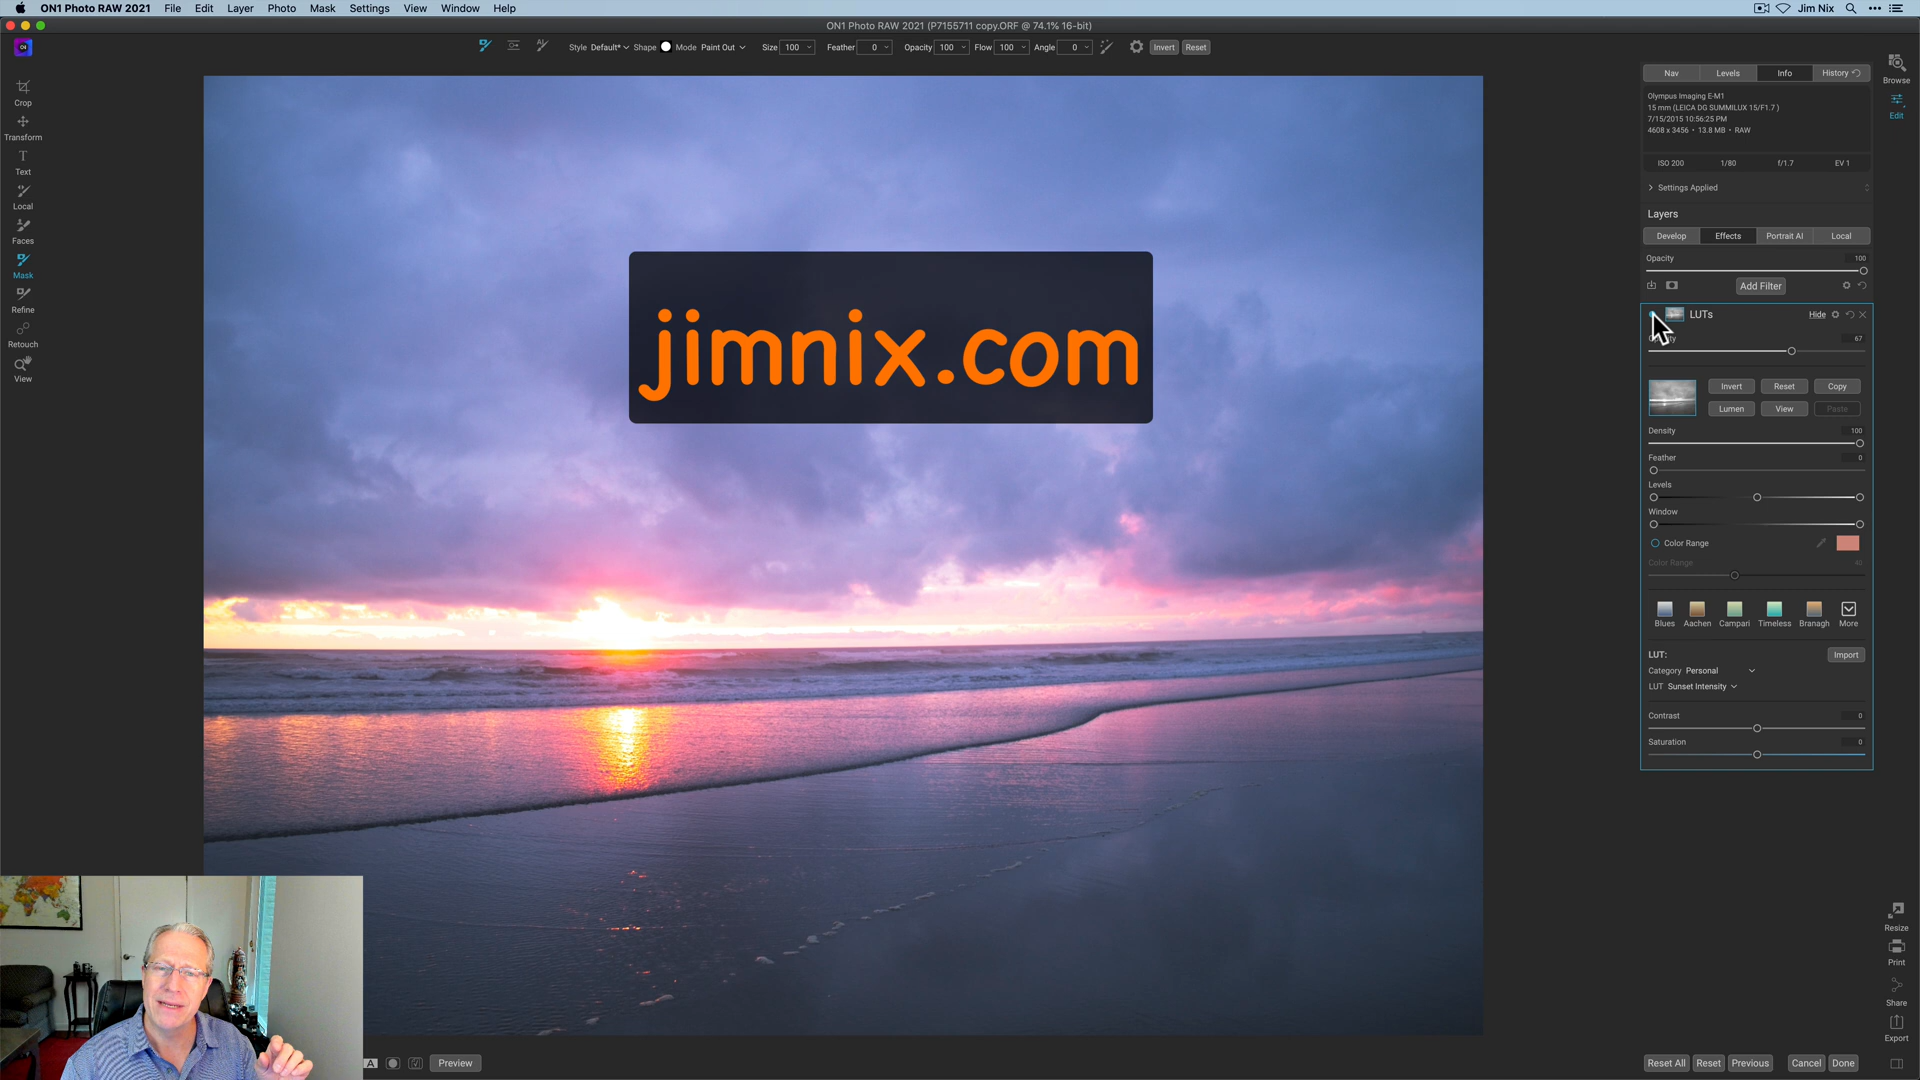 ON1 Photo RAW 2021 File Edit Layer Photo Mask Settings View Window Help Jim Nix
ON1 Photo RAW 2021 (P7155711 copy.ORF @ 74.1% 16-bit)
Style Default* Shape Mode Paint Out Size 100 Feather 0 Opacity 100 Flow 100 Angle 0 Invert Reset
Crop
Transform
Text
Local
Faces
Mask
Refine
Retouch
View
jimnix.com
Nav Levels Info History
Olympus Imaging E-M1
15 mm (LEICA DG SUMMILUX 15/F1.7 )
7/15/2015 10:56:25 PM
4608 x 3456 • 13.8 MB • RAW
ISO 200 1/80 f/1.7 EV 1
Settings Applied
Layers
Develop Effects Portrait AI Local
Opacity 100
Add Filter
LUTs Hide
67
Invert Reset Copy
Lumen View Paste
Density 100
Feather 0
Levels
Window
Color Range
Color Range 40
Blues Aachen Campari Timeless Branagh More
LUT: Import
Category Personal
LUT Sunset Intensity
Contrast 0
Saturation 0
Browse
Edit
Resize
Print
Share
Export
A Preview
Reset All Reset Previous Cancel Done